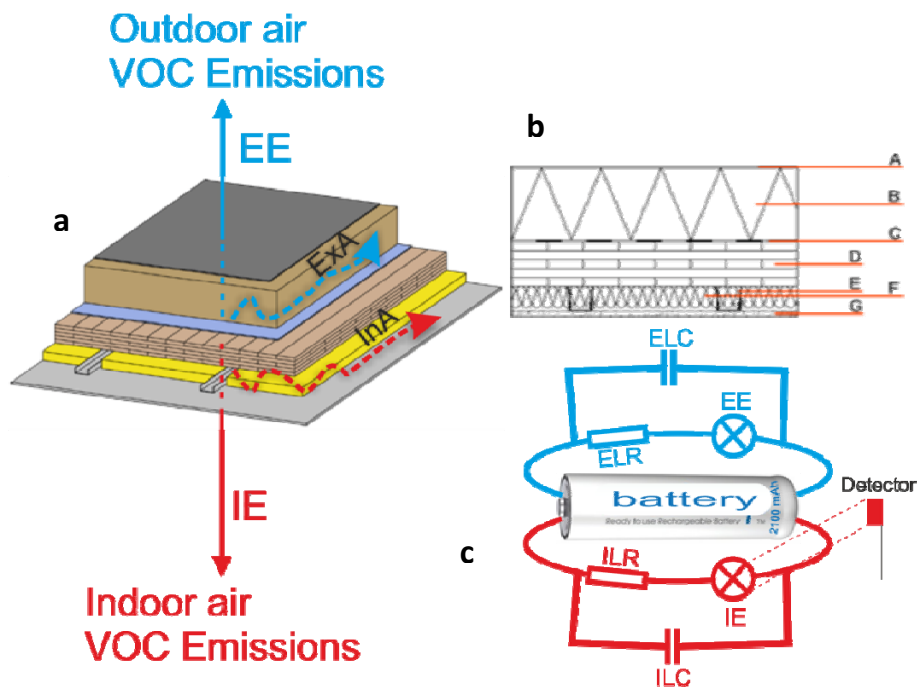 Outdoor air
VOC Emissions
EE
a
ExA
InA
IE
Indoor air
VOC Emissions
b
A
B
C
D
E
F
G
ELC
EE
ELR
battery
Ready to use Rechargeable Battery
2100 mAh
Detector
ILR
IE
c
ILC